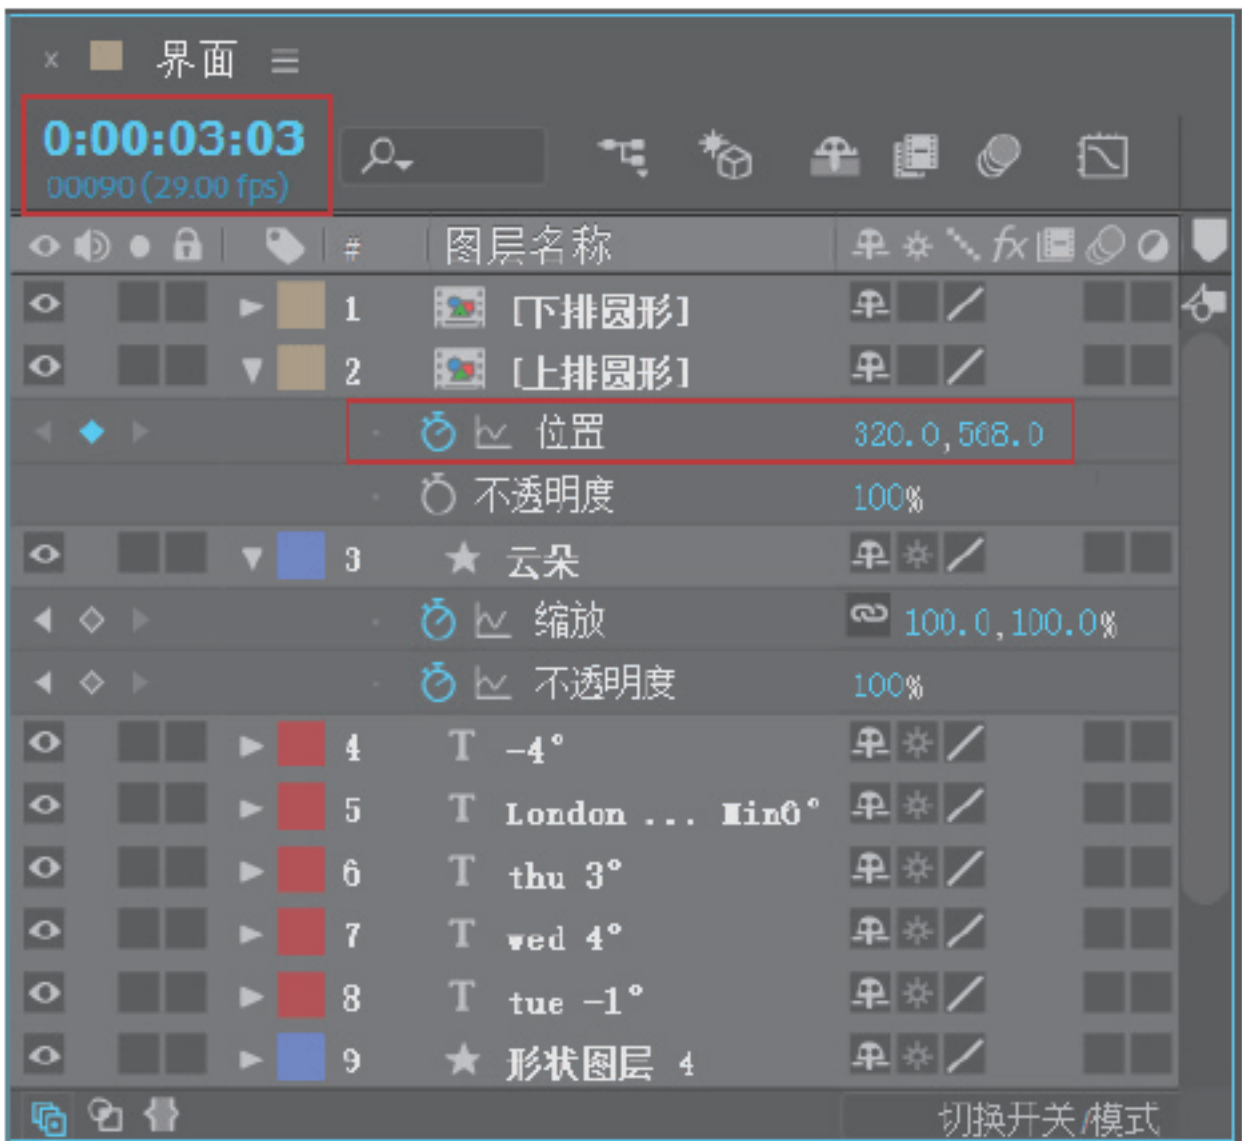 × 界面
0:00:03:03
00090 (29.00 fps)
# 图层名称 fx
1 [下排圆形]
2 [上排圆形]
位置 320.0,568.0
不透明度 100%
3 云朵
缩放 100.0,100.0%
不透明度 100%
4 T -4°
5 T London ... Min6°
6 T thu 3°
7 T wed 4°
8 T tue -1°
9 形状图层 4
切换开关/模式